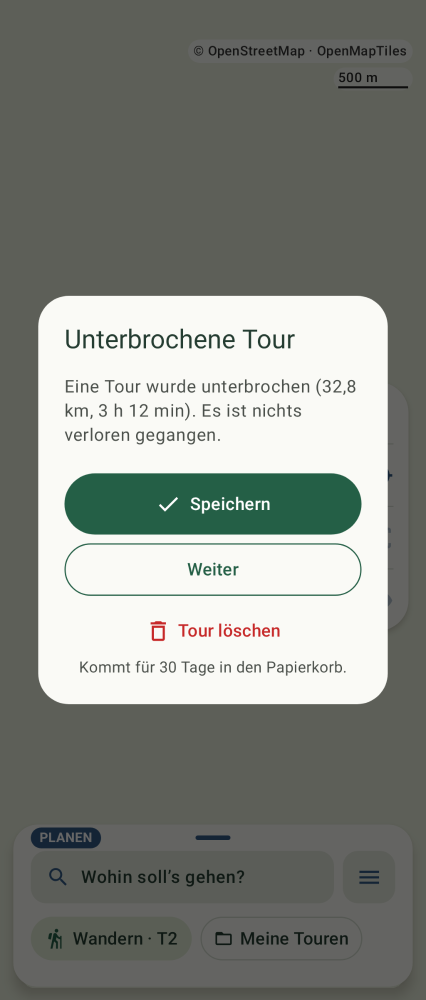 © OpenStreetMap · OpenMapTiles
500 m
Unterbrochene Tour
Eine Tour wurde unterbrochen (32,8
km, 3 h 12 min). Es ist nichts
verloren gegangen.
Speichern
Weiter
Tour löschen
Kommt für 30 Tage in den Papierkorb.
PLANEN
Wohin soll's gehen?
Wandern · T2
Meine Touren